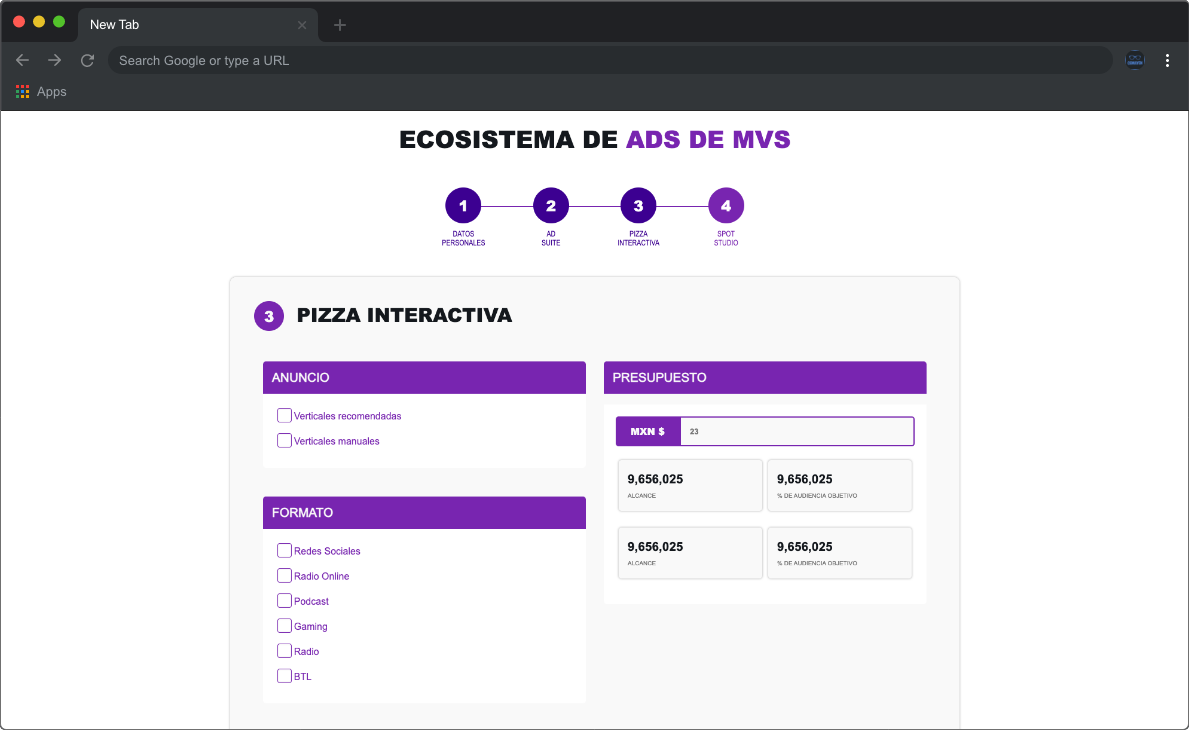 New Tab
Search Google or type a URL
Apps
ECOSISTEMA DE ADS DE MVS
1
2
3
4
DATOS
PERSONALES
AD
SUITE
PIZZA
INTERACTIVA
SPOT
STUDIO
3 PIZZA INTERACTIVA
ANUNCIO
Verticales recomendadas
Verticales manuales
FORMATO
Redes Sociales
Radio Online
Podcast
Gaming
Radio
BTL
PRESUPUESTO
MXN $ 23
9,656,025
ALCANCE
9,656,025
% DE AUDIENCIA OBJETIVO
9,656,025
ALCANCE
9,656,025
% DE AUDIENCIA OBJETIVO